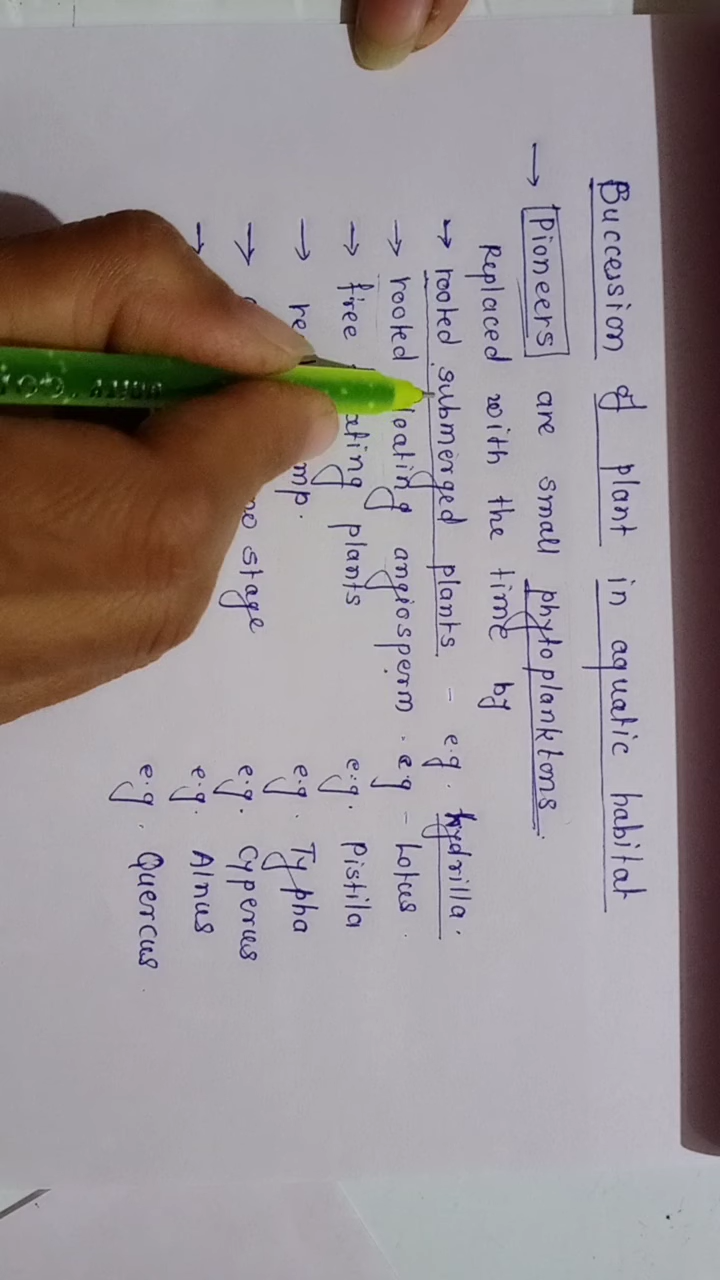 Succession of plant in aquatic habitat
→ Pioneers are small phytoplanktons.
Replaced with the time by
→ rooted submerged plants - e.g. hydrilla.
→ rooted loating angiosperm. e.g - Lotus.
→ free ating plants e.g. Pistila
→ re mp. e.g. Typha
→ stage e.g. Cyperus
→ e.g. Alnus
e.g. Quercus.